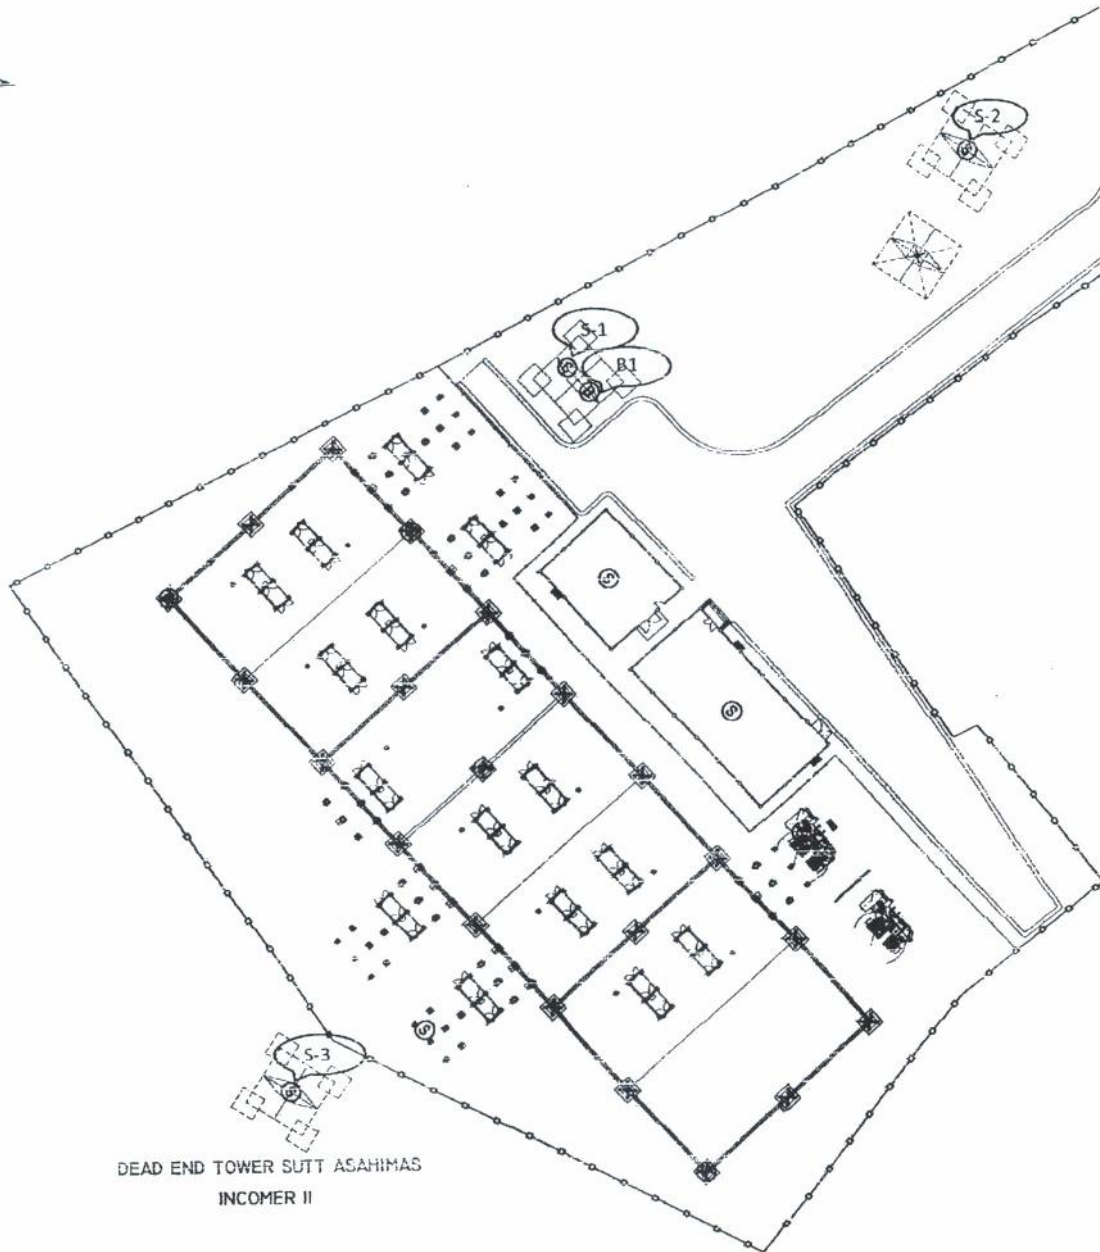 S-2
S-1
B1
S
S
S
S-3
DEAD END TOWER SUTT ASAHIMAS
INCOMER II